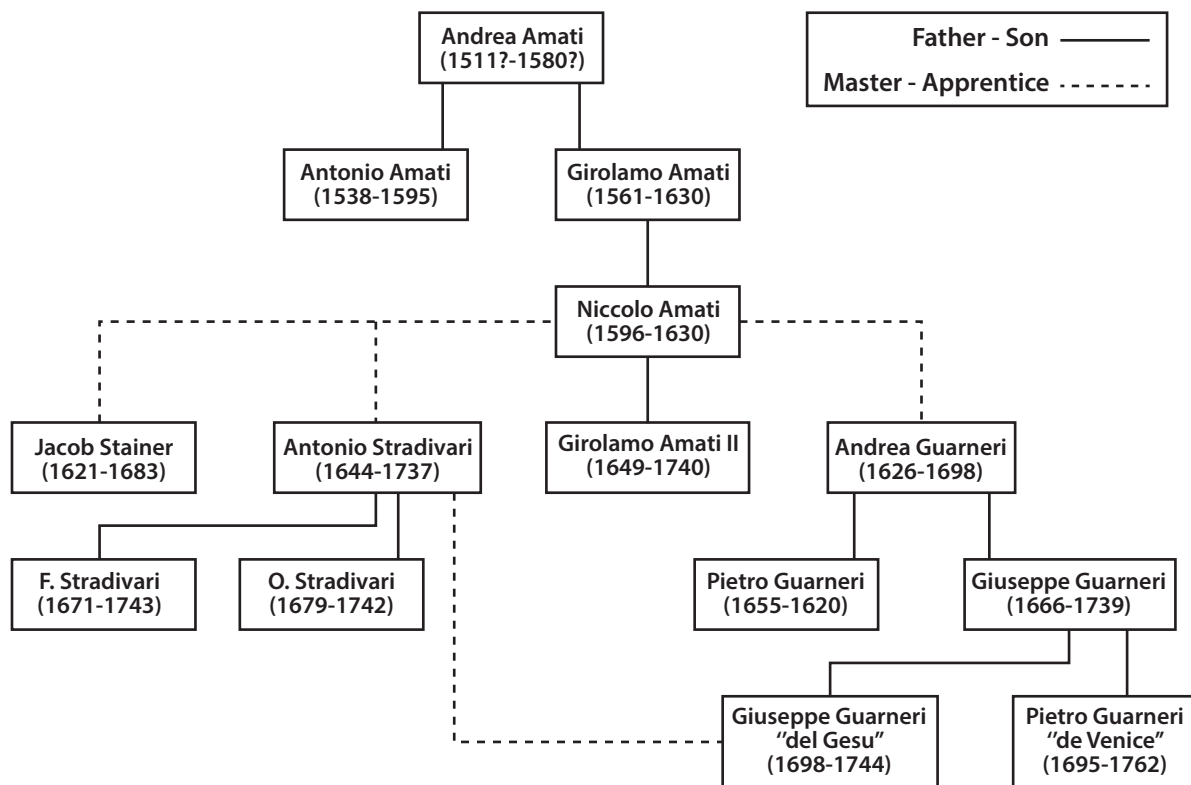 Andrea Amati
(1511?-1580?)
Father - Son
Master - Apprentice
Antonio Amati
(1538-1595)
Girolamo Amati
(1561-1630)
Niccolo Amati
(1596-1630)
Jacob Stainer
(1621-1683)
Antonio Stradivari
(1644-1737)
Girolamo Amati II
(1649-1740)
Andrea Guarneri
(1626-1698)
F. Stradivari
(1671-1743)
O. Stradivari
(1679-1742)
Pietro Guarneri
(1655-1620)
Giuseppe Guarneri
(1666-1739)
Giuseppe Guarneri
"del Gesu"
(1698-1744)
Pietro Guarneri
"de Venice"
(1695-1762)